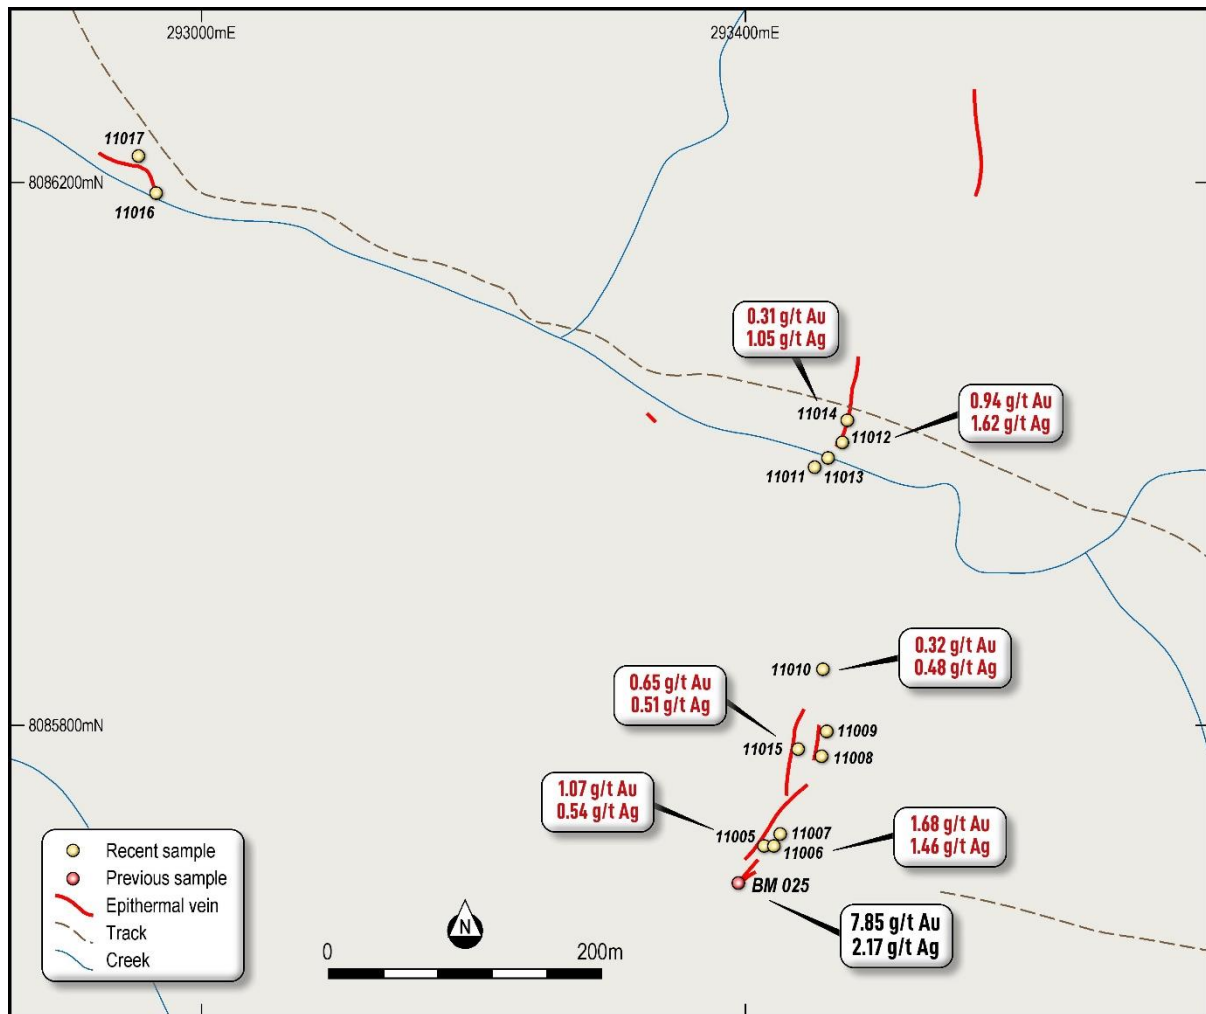 293000mE
293400mE
11017
8086200mN
11016
0.31 g/t Au
1.05 g/t Ag
0.94 g/t Au
1.62 g/t Ag
11014
11012
11011
11013
0.32 g/t Au
0.48 g/t Ag
11010
0.65 g/t Au
0.51 g/t Ag
8085800mN
11009
11015
11008
1.07 g/t Au
0.54 g/t Ag
11005
11007
11006
1.68 g/t Au
1.46 g/t Ag
BM 025
7.85 g/t Au
2.17 g/t Ag
Recent sample
Previous sample
Epithermal vein
Track
Creek
N
0
200m